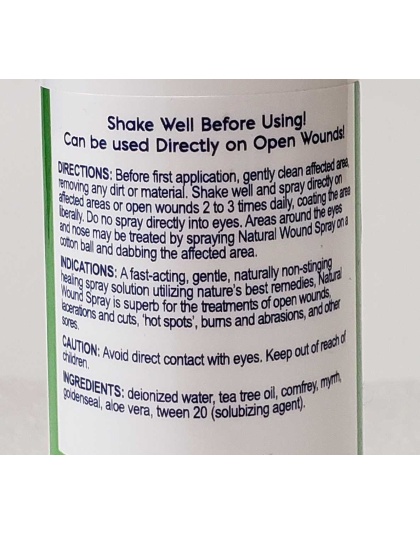 Shake Well Before Using!
Can be used Directly on Open Wounds!
DIRECTIONS: Before first application, gently clean affected area,
removing any dirt or material. Shake well and spray directly on
affected areas or open wounds 2 to 3 times daily, coating the area
liberally. Do no spray directly into eyes. Areas around the eyes
and nose may be treated by spraying Natural Wound Spray on a
cotton ball and dabbing the affected area.
INDICATIONS: A fast-acting, gentle, naturally non-stinging
healing spray solution utilizing nature's best remedies, Natural
Wound Spray is superb for the treatments of open wounds,
lacerations and cuts, 'hot spots', burns and abrasions, and other
sores.
CAUTION: Avoid direct contact with eyes. Keep out of reach of
children.
INGREDIENTS: deionized water, tea tree oil, comfrey, myrrh,
goldenseal, aloe vera, tween 20 (solubizing agent).